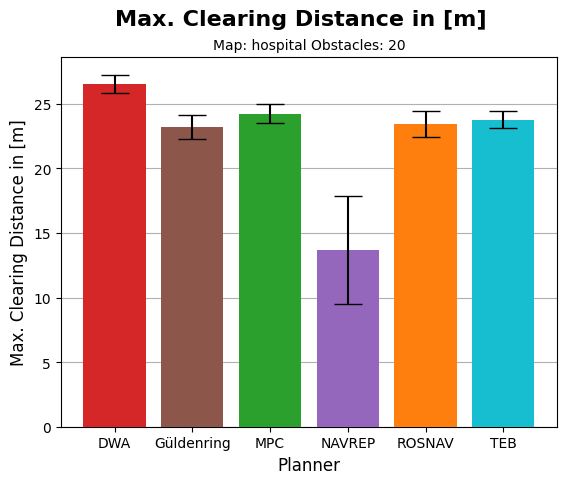 Max. Clearing Distance in [m]
Map: hospital Obstacles: 20
Max. Clearing Distance in [m]
25
20
15
10
5
0
DWA Güldenring MPC NAVREP ROSNAV TEB
Planner